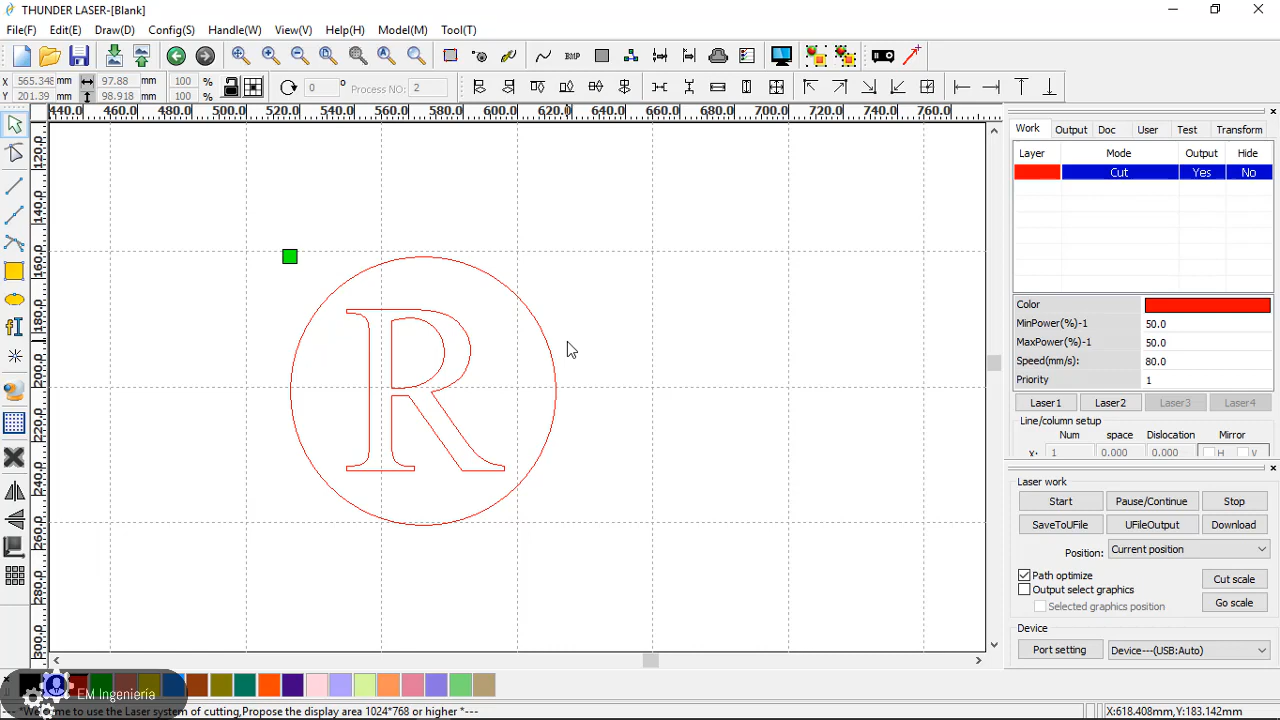 THUNDER LASER-[Blank]
File(F) Edit(E) Draw(D) Config(S) Handle(W) View(V) Help(H) Model(M) Tool(T)
X 565.348 mm 97.88 mm 100 %
Y 201.39 mm 98.918 mm 100 %
0 ° Process NO: 2
BMP
440.0 460.0 480.0 500.0 520.0 540.0 560.0 580.0 600.0 620.0 640.0 660.0 680.0 700.0 720.0 740.0 760.0
120.0
140.0
160.0
180.0
200.0
220.0
240.0
260.0
280.0
300.0
R
Work Output Doc User Test Transform
Layer Mode Output Hide
Cut Yes No
Color
MinPower(%)-1 50.0
MaxPower(%)-1 50.0
Speed(mm/s): 80.0
Priority 1
Laser1 Laser2 Laser3 Laser4
Line/column setup
Num space Dislocation Mirror
X: 1 0.000 0.000 H V
Laser work
Start Pause/Continue Stop
SaveToUFile UFileOutput Download
Position: Current position
Path optimize
Output select graphics
Selected graphics position
Cut scale
Go scale
Device
Port setting Device---(USB:Auto)
EM Ingeniería
to use the Laser system of cutting,Propose the display area 1024*768 or higher *---
X:618.408mm,Y:183.142mm